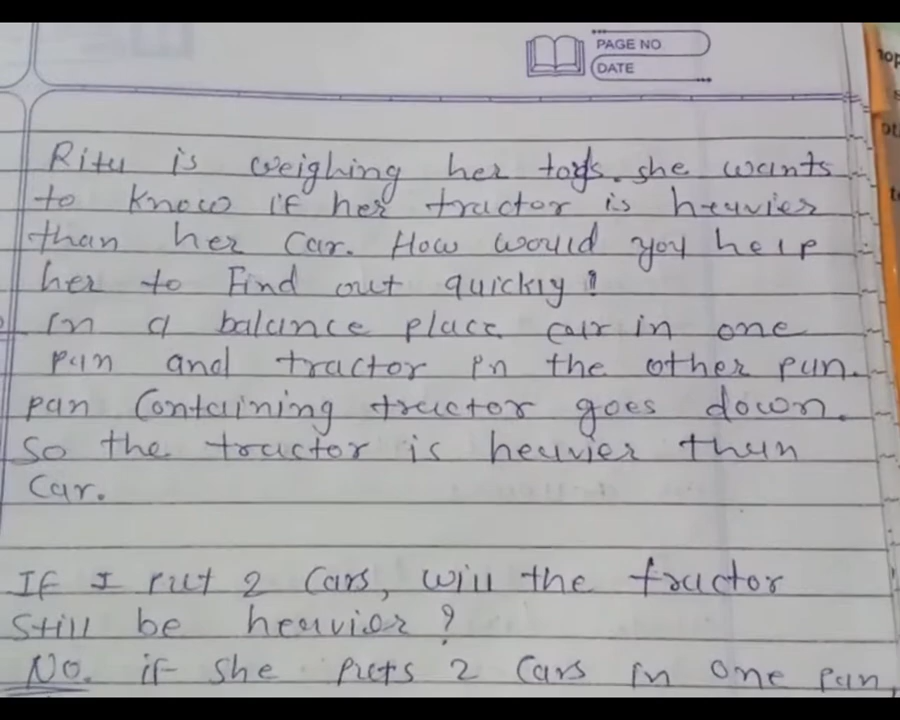 PAGE NO
DATE
Ritu is weighing her toys. she wants
to know if her tractor is heavier
than her Car. How would you help
her to Find out quickly?
in a balance place car in one
pan and tractor in the other pan.
pan Containing tractor goes down.
So the tractor is heavier than
Car.
If I put 2 Cars, will the tractor
Still be heavier?
No. if she puts 2 Cars in one pan,